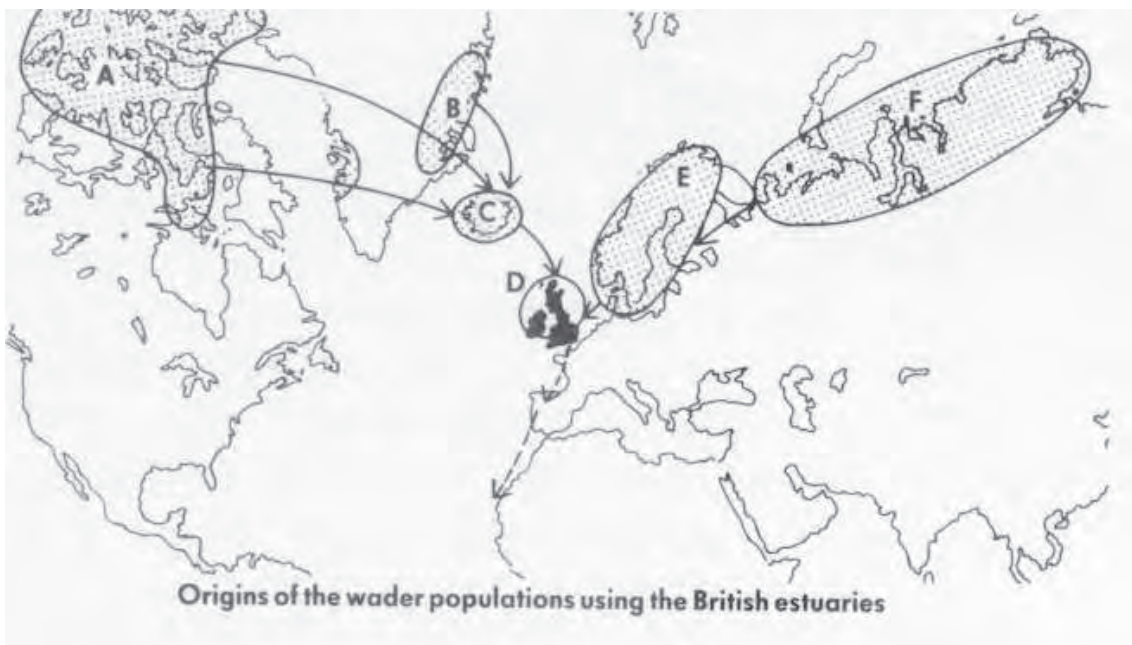 A
B
F
E
C
D
Origins of the wader populations using the British estuaries